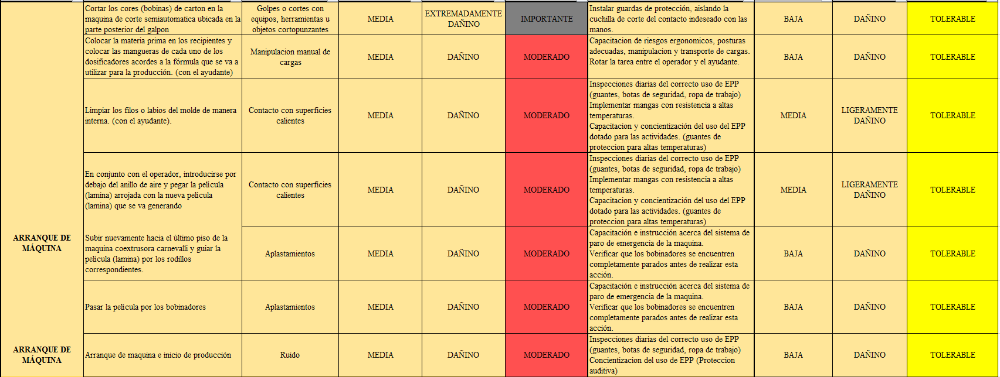 Cortar los cores (bobinas) de carton en la
maquina de corte semiautomatica ubicada en la
parte posterior del galpon
Golpes o cortes con
equipos, herramientas u
objetos cortopunzantes
MEDIA
EXTREMADAMENTE
DAÑINO
IMPORTANTE
Instalar guardas de protección, aislando la
cuchilla de corte del contacto indeseado con las
manos.
BAJA
DAÑINO
TOLERABLE
Colocar la materia prima en los recipientes y
colocar las mangueras de cada uno de los
dosificadores acordes a la fórmula que se va a
utilizar para la producción. (con el ayudante)
Manipulacion manual de
cargas
MEDIA
DAÑINO
MODERADO
Capacitacion de riesgos ergonomicos, posturas
adecuadas, manipulacion y transporte de cargas.
Rotar la tarea entre el operador y el ayudante.
BAJA
DAÑINO
TOLERABLE
Limpiar los filos o labios del molde de manera
interna. (con el ayudante).
Contacto con superficies
calientes
MEDIA
DAÑINO
MODERADO
Inspecciones diarias del correcto uso de EPP
(guantes, botas de seguridad, ropa de trabajo)
Implementar mangas con resistencia a altas
temperaturas.
Capacitacion y concientización del uso del EPP
dotado para las actividades. (guantes de
proteccion para altas temperaturas)
MEDIA
LIGERAMENTE
DAÑINO
TOLERABLE
En conjunto con el operador, introducirse por
debajo del anillo de aire y pegar la película
(lamina) arrojada con la nueva película
(lamina) que se va generando
Contacto con superficies
calientes
MEDIA
DAÑINO
MODERADO
Inspecciones diarias del correcto uso de EPP
(guantes, botas de seguridad, ropa de trabajo)
Implementar mangas con resistencia a altas
temperaturas.
Capacitacion y concientización del uso del EPP
dotado para las actividades. (guantes de
proteccion para altas temperaturas)
MEDIA
LIGERAMENTE
DAÑINO
TOLERABLE
ARRANQUE DE
MÁQUINA
Subir nuevamente hacia el último piso de la
maquina coextrusora carnevalli y guiar la
película (lamina) por los rodillos
correspondientes.
Aplastamientos
MEDIA
DAÑINO
MODERADO
Capacitación e instrucción acerca del sistema de
paro de emergencia de la maquina.
Verificar que los bobinadores se encuentren
completamente parados antes de realizar esta
acción.
BAJA
DAÑINO
TOLERABLE
Pasar la película por los bobinadores
Aplastamientos
MEDIA
DAÑINO
MODERADO
Capacitación e instrucción acerca del sistema de
paro de emergencia de la maquina.
Verificar que los bobinadores se encuentren
completamente parados antes de realizar esta
acción.
BAJA
DAÑINO
TOLERABLE
ARRANQUE DE
MÁQUINA
Arranque de maquina e inicio de producción
Ruido
MEDIA
DAÑINO
MODERADO
Inspecciones diarias del correcto uso de EPP
(guantes, botas de seguridad, ropa de trabajo)
Concientizacion del uso de EPP (Proteccion
auditiva)
BAJA
DAÑINO
TOLERABLE